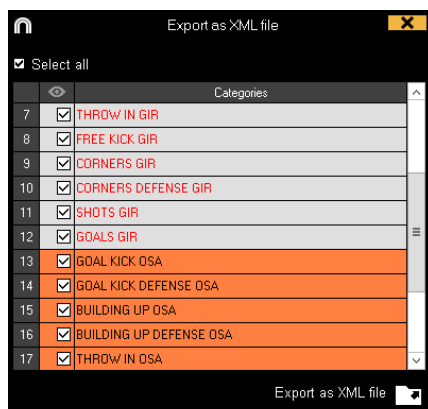 Export as XML file
Select all
Categories
7 THROW IN GIR
8 FREE KICK GIR
9 CORNERS GIR
10 CORNERS DEFENSE GIR
11 SHOTS GIR
12 GOALS GIR
13 GOAL KICK OSA
14 GOAL KICK DEFENSE OSA
15 BUILDING UP OSA
16 BUILDING UP DEFENSE OSA
17 THROW IN OSA
Export as XML file